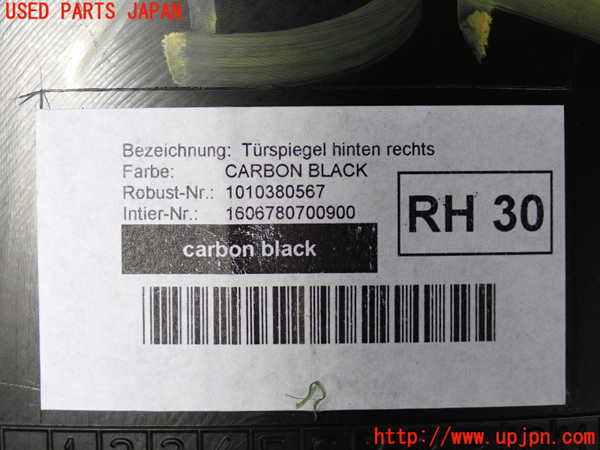 USED PARTS JAPAN
Bezeichnung: Türspiegel hinten rechts
Farbe: CARBON BLACK
Robust-Nr.: 1010380567
Intier-Nr.: 1606780700900
RH 30
carbon black
http://www.upjpn.com